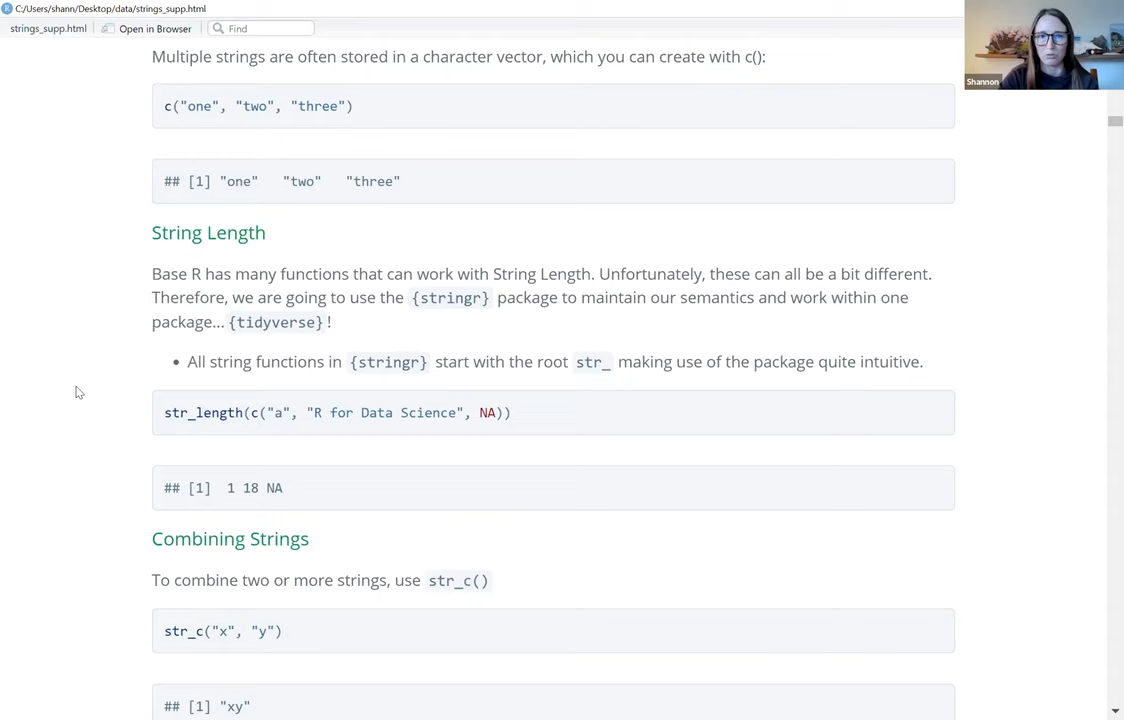 C:/Users/shann/Desktop/data/strings_supp.html
strings_supp.html
Open in Browser
Find
Shannon
Multiple strings are often stored in a character vector, which you can create with c():
c("one", "two", "three")
## [1] "one"   "two"   "three"
String Length
Base R has many functions that can work with String Length. Unfortunately, these can all be a bit different.
Therefore, we are going to use the {stringr} package to maintain our semantics and work within one
package... {tidyverse} !
• All string functions in {stringr} start with the root str_ making use of the package quite intuitive.
str_length(c("a", "R for Data Science", NA))
## [1]  1 18 NA
Combining Strings
To combine two or more strings, use str_c()
str_c("x", "y")
## [1] "xy"